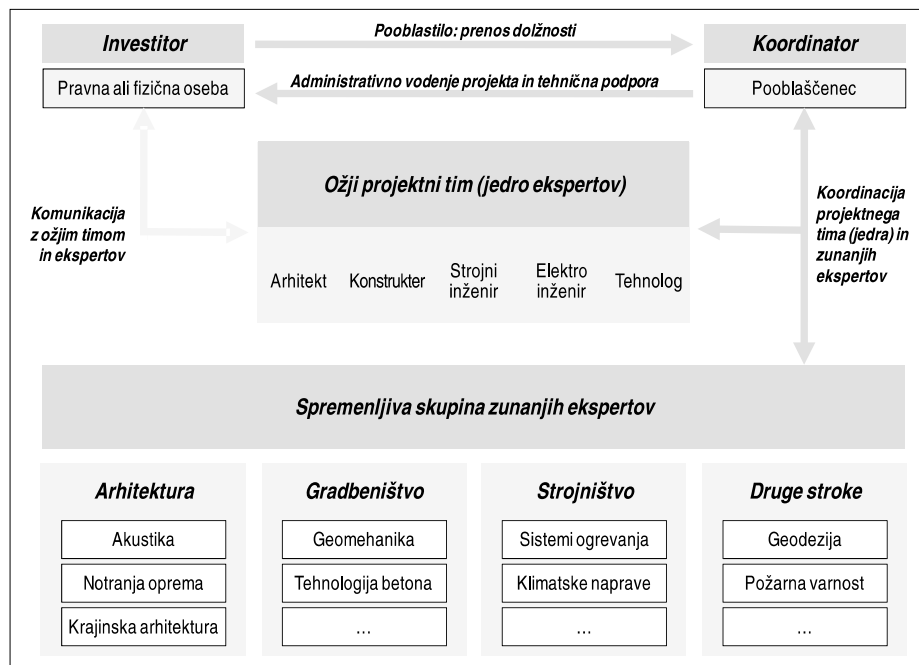 Investitor
Pooblastilo: prenos dolžnosti
Koordinator
Pravna ali fizična oseba
Administrativno vodenje projekta in tehnična podpora
Pooblaščenec
Ožji projektni tim (jedro ekspertov)
Komunikacija
z ožjim timom
in ekspertov
Koordinacija
projektnega
tima (jedra) in
zunanjih
ekspertov
Arhitekt
Konstrukter
Strojni
inženir
Elektro
inženir
Tehnolog
Spremenljiva skupina zunanjih ekspertov
Arhitektura
Akustika
Notranja oprema
Krajinska arhitektura
Gradbeništvo
Geomehanika
Tehnologija betona
...
Strojništvo
Sistemi ogrevanja
Klimatske naprave
...
Druge stroke
Geodezija
Požarna varnost
...